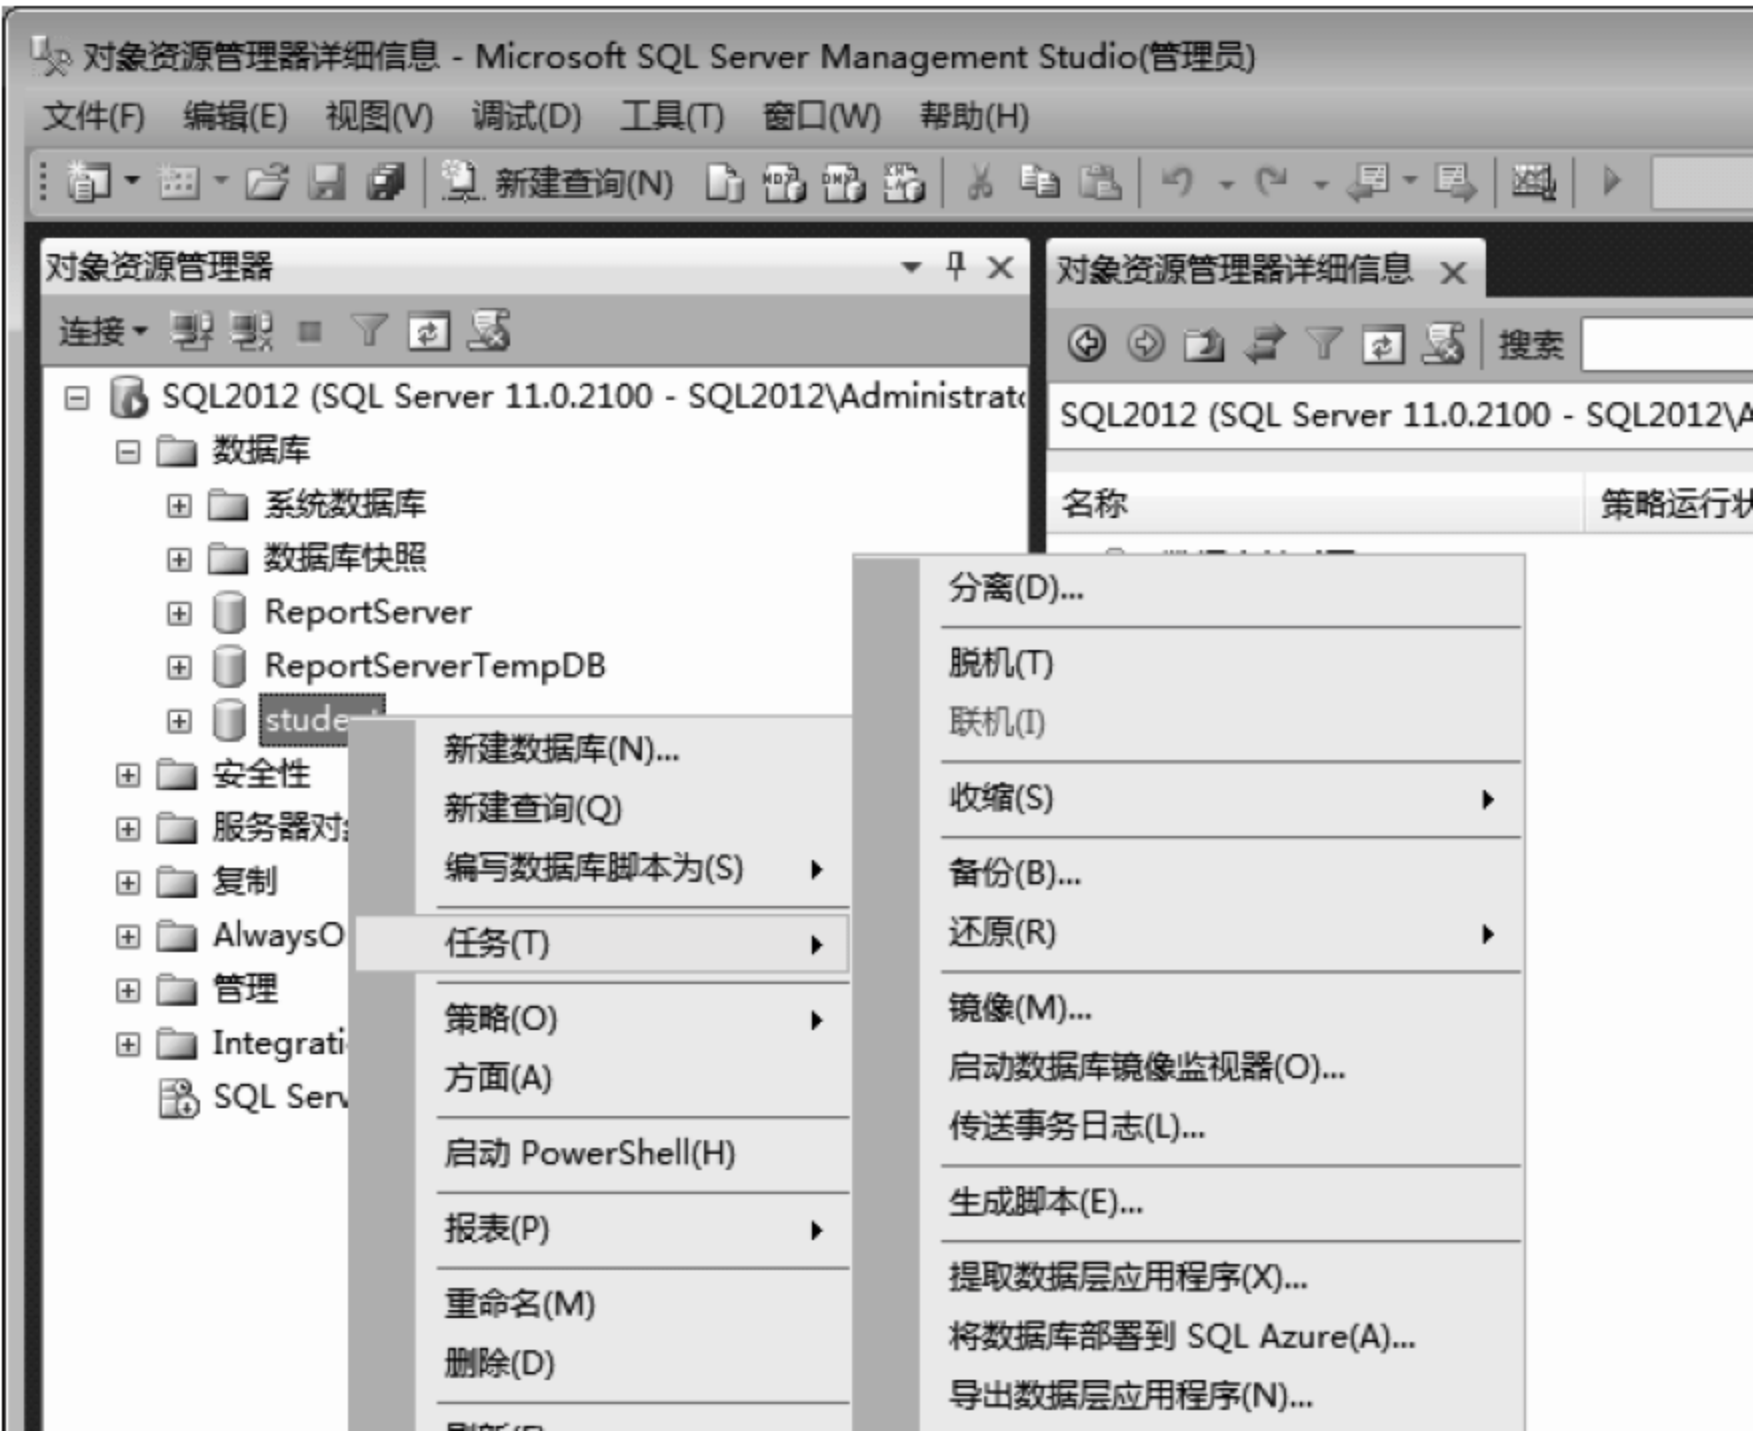 对象资源管理器详细信息 - Microsoft SQL Server Management Studio(管理员)
文件(F) 编辑(E) 视图(V) 调试(D) 工具(T) 窗口(W) 帮助(H)
新建查询(N)
对象资源管理器
连接
SQL2012 (SQL Server 11.0.2100 - SQL2012\Administrato
数据库
系统数据库
数据库快照
ReportServer
ReportServerTempDB
stude
安全性
服务器对
复制
AlwaysO
管理
Integrati
SQL Serv
对象资源管理器详细信息
搜索
SQL2012 (SQL Server 11.0.2100 - SQL2012\A
名称 策略运行状
新建数据库(N)...
新建查询(Q)
编写数据库脚本为(S)
任务(T)
策略(O)
方面(A)
启动 PowerShell(H)
报表(P)
重命名(M)
删除(D)
分离(D)...
脱机(T)
联机(I)
收缩(S)
备份(B)...
还原(R)
镜像(M)...
启动数据库镜像监视器(O)...
传送事务日志(L)...
生成脚本(E)...
提取数据层应用程序(X)...
将数据库部署到 SQL Azure(A)...
导出数据层应用程序(N)...